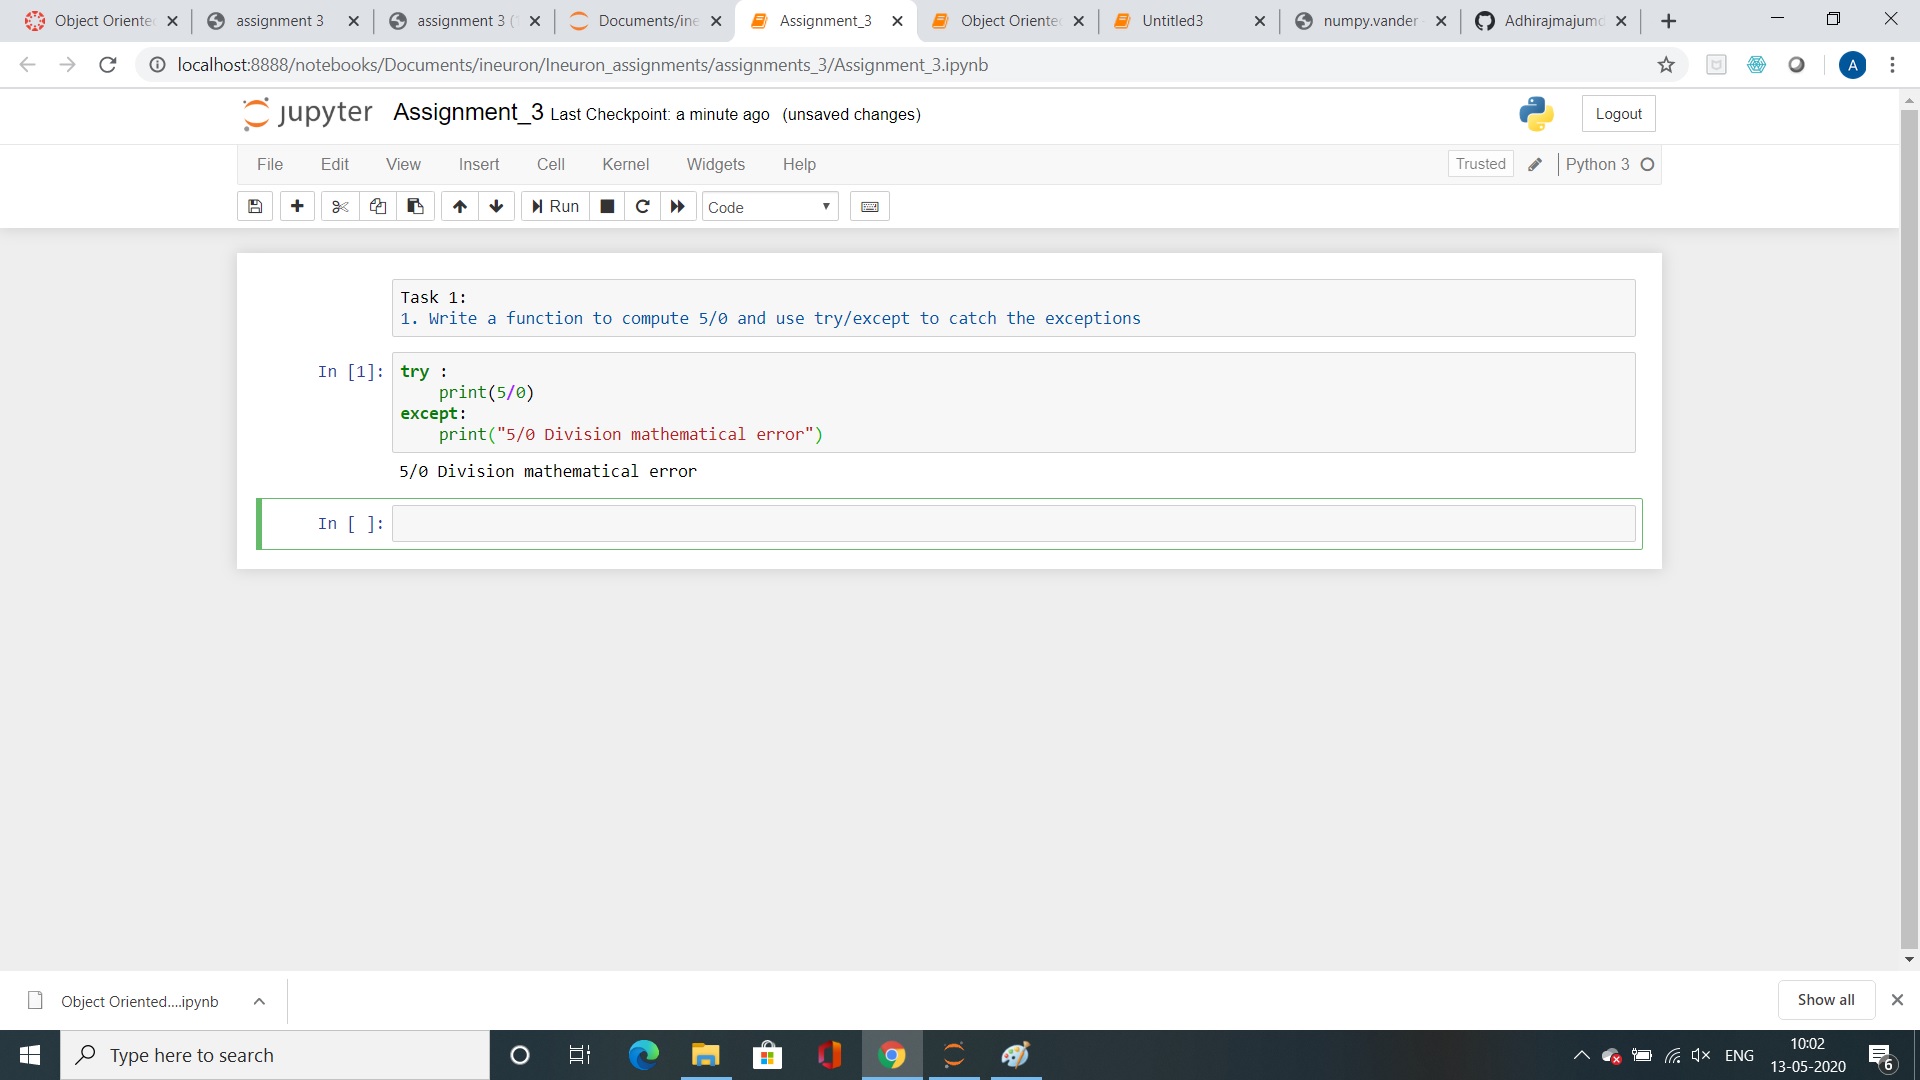 Object Oriente
assignment 3
assignment 3 (
Documents/ine
Assignment_3
Object Oriente
Untitled3
numpy.vander
Adhirajmajumd
localhost:8888/notebooks/Documents/ineuron/Ineuron_assignments/assignments_3/Assignment_3.ipynb
A
jupyter Assignment_3 Last Checkpoint: a minute ago (unsaved changes)
Logout
File Edit View Insert Cell Kernel Widgets Help
Trusted Python 3
Run Code
Task 1:
1. Write a function to compute 5/0 and use try/except to catch the exceptions
In [1]: try :
print(5/0)
except:
print("5/0 Division mathematical error")
5/0 Division mathematical error
In [ ]:
Object Oriented....ipynb
Show all
Type here to search
ENG
10:02
13-05-2020
6